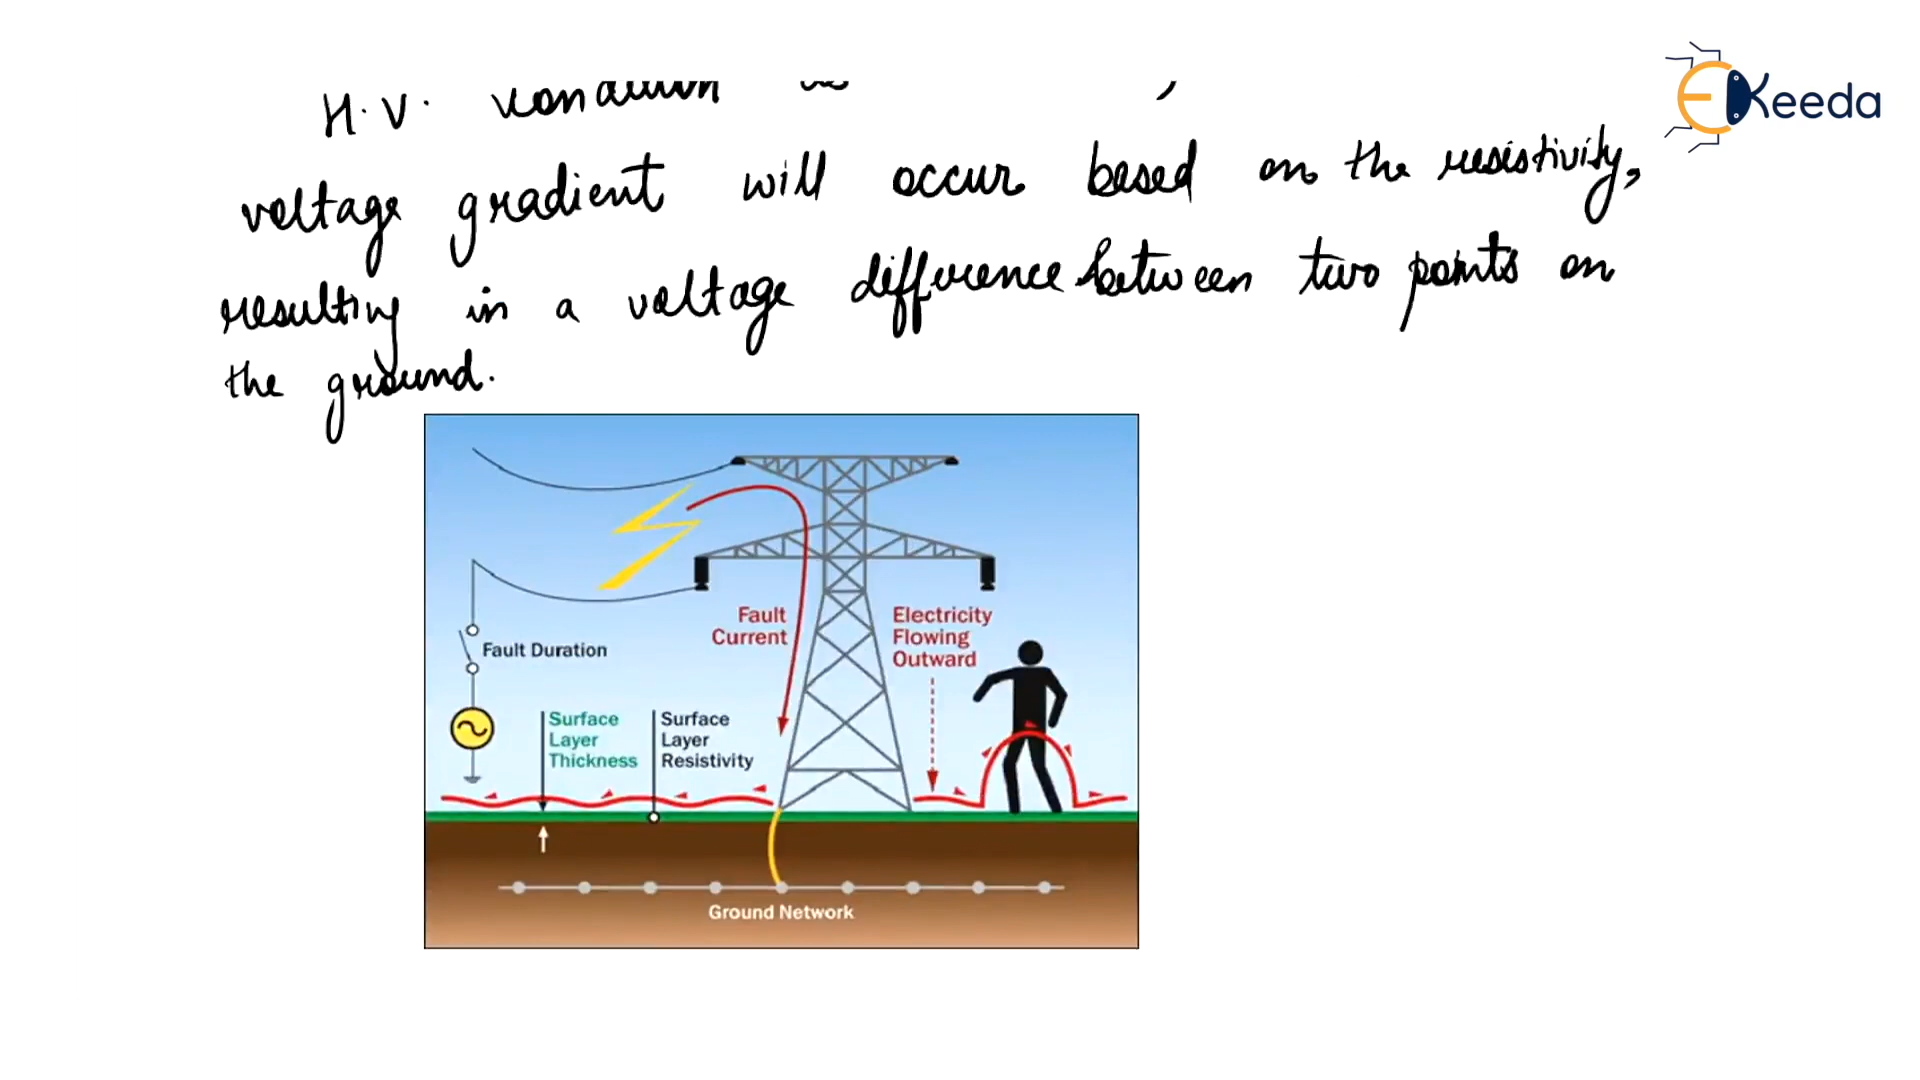 H.V.
voltage gradient will occur based on the resistivity,
resulting in a voltage difference between two points on
the ground.
EKeeda
Fault
Current
Electricity
Flowing
Outward
Fault Duration
Surface
Layer
Thickness
Surface
Layer
Resistivity
Ground Network